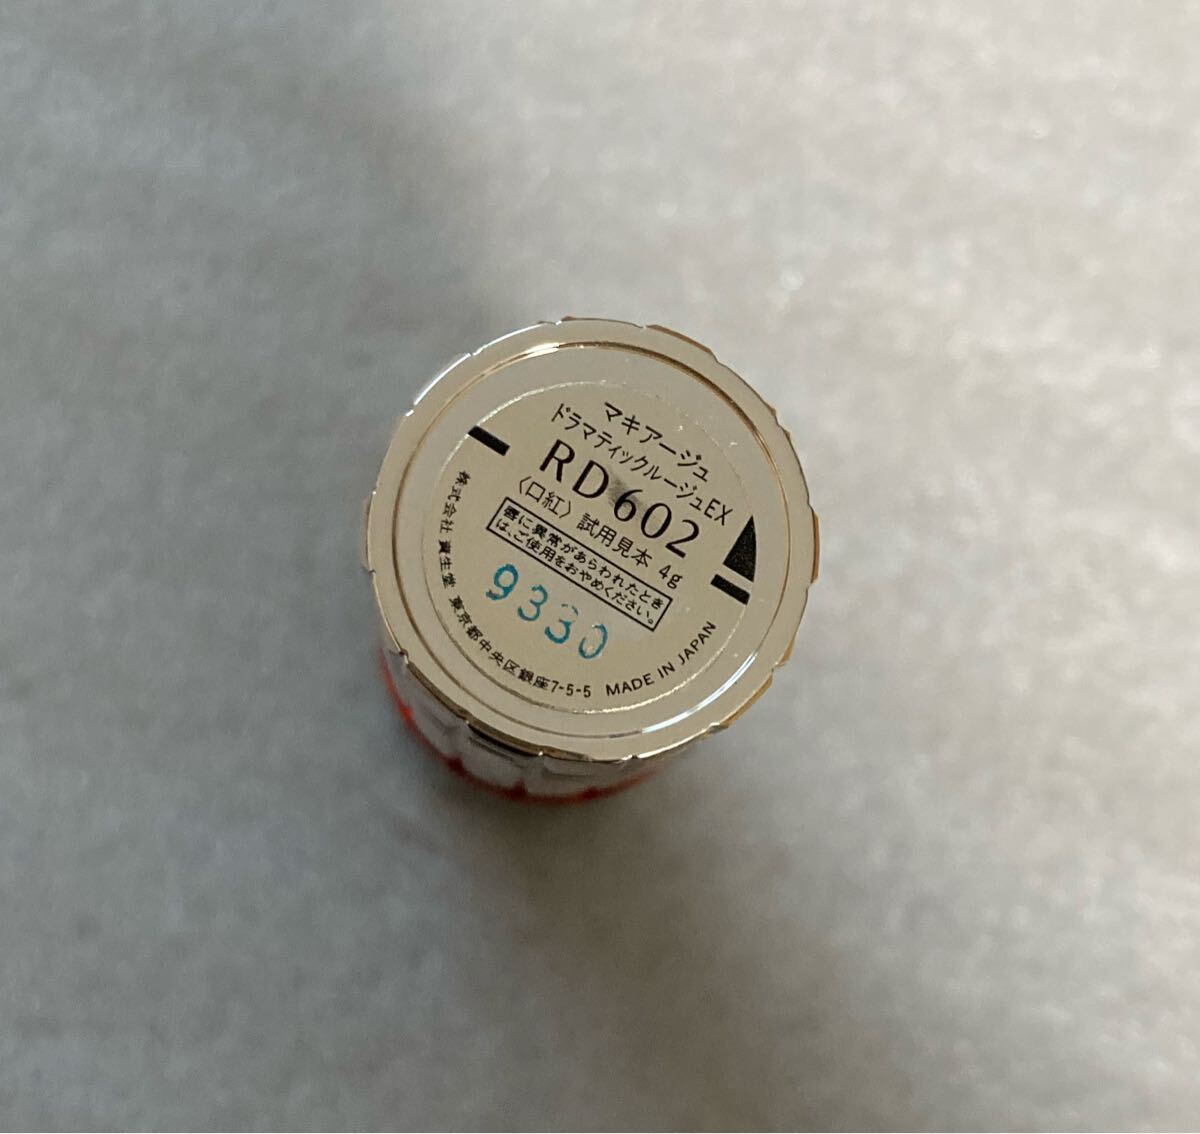 マキアージュ
ドラマティックルージュEX
RD 602
〈口紅〉試用見本 4g
唇に異常があらわれたとき
は、ご使用をおやめください。
9330
株式会社 資生堂 東京都中央区銀座7-5-5 MADE IN JAPAN